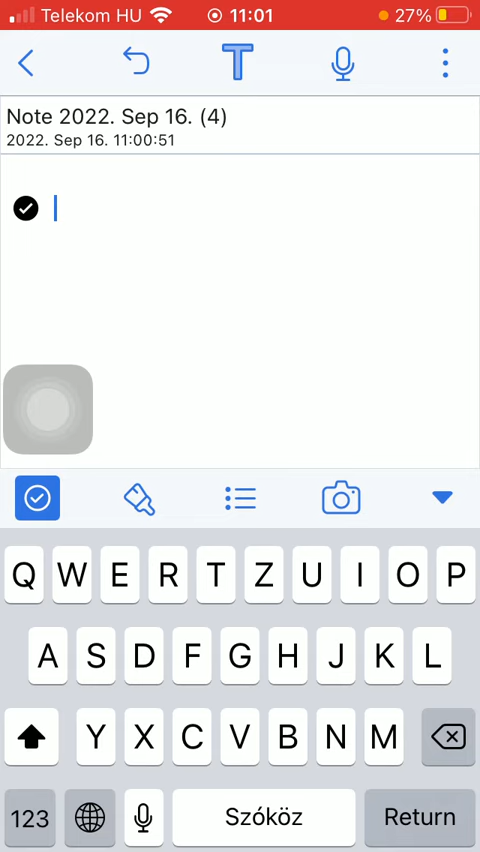 Telekom HU 11:01 27%
T
Note 2022. Sep 16. (4)
2022. Sep 16. 11:00:51
Q W E R T Z U I O P
A S D F G H J K L
Y X C V B N M
123 Szóköz Return